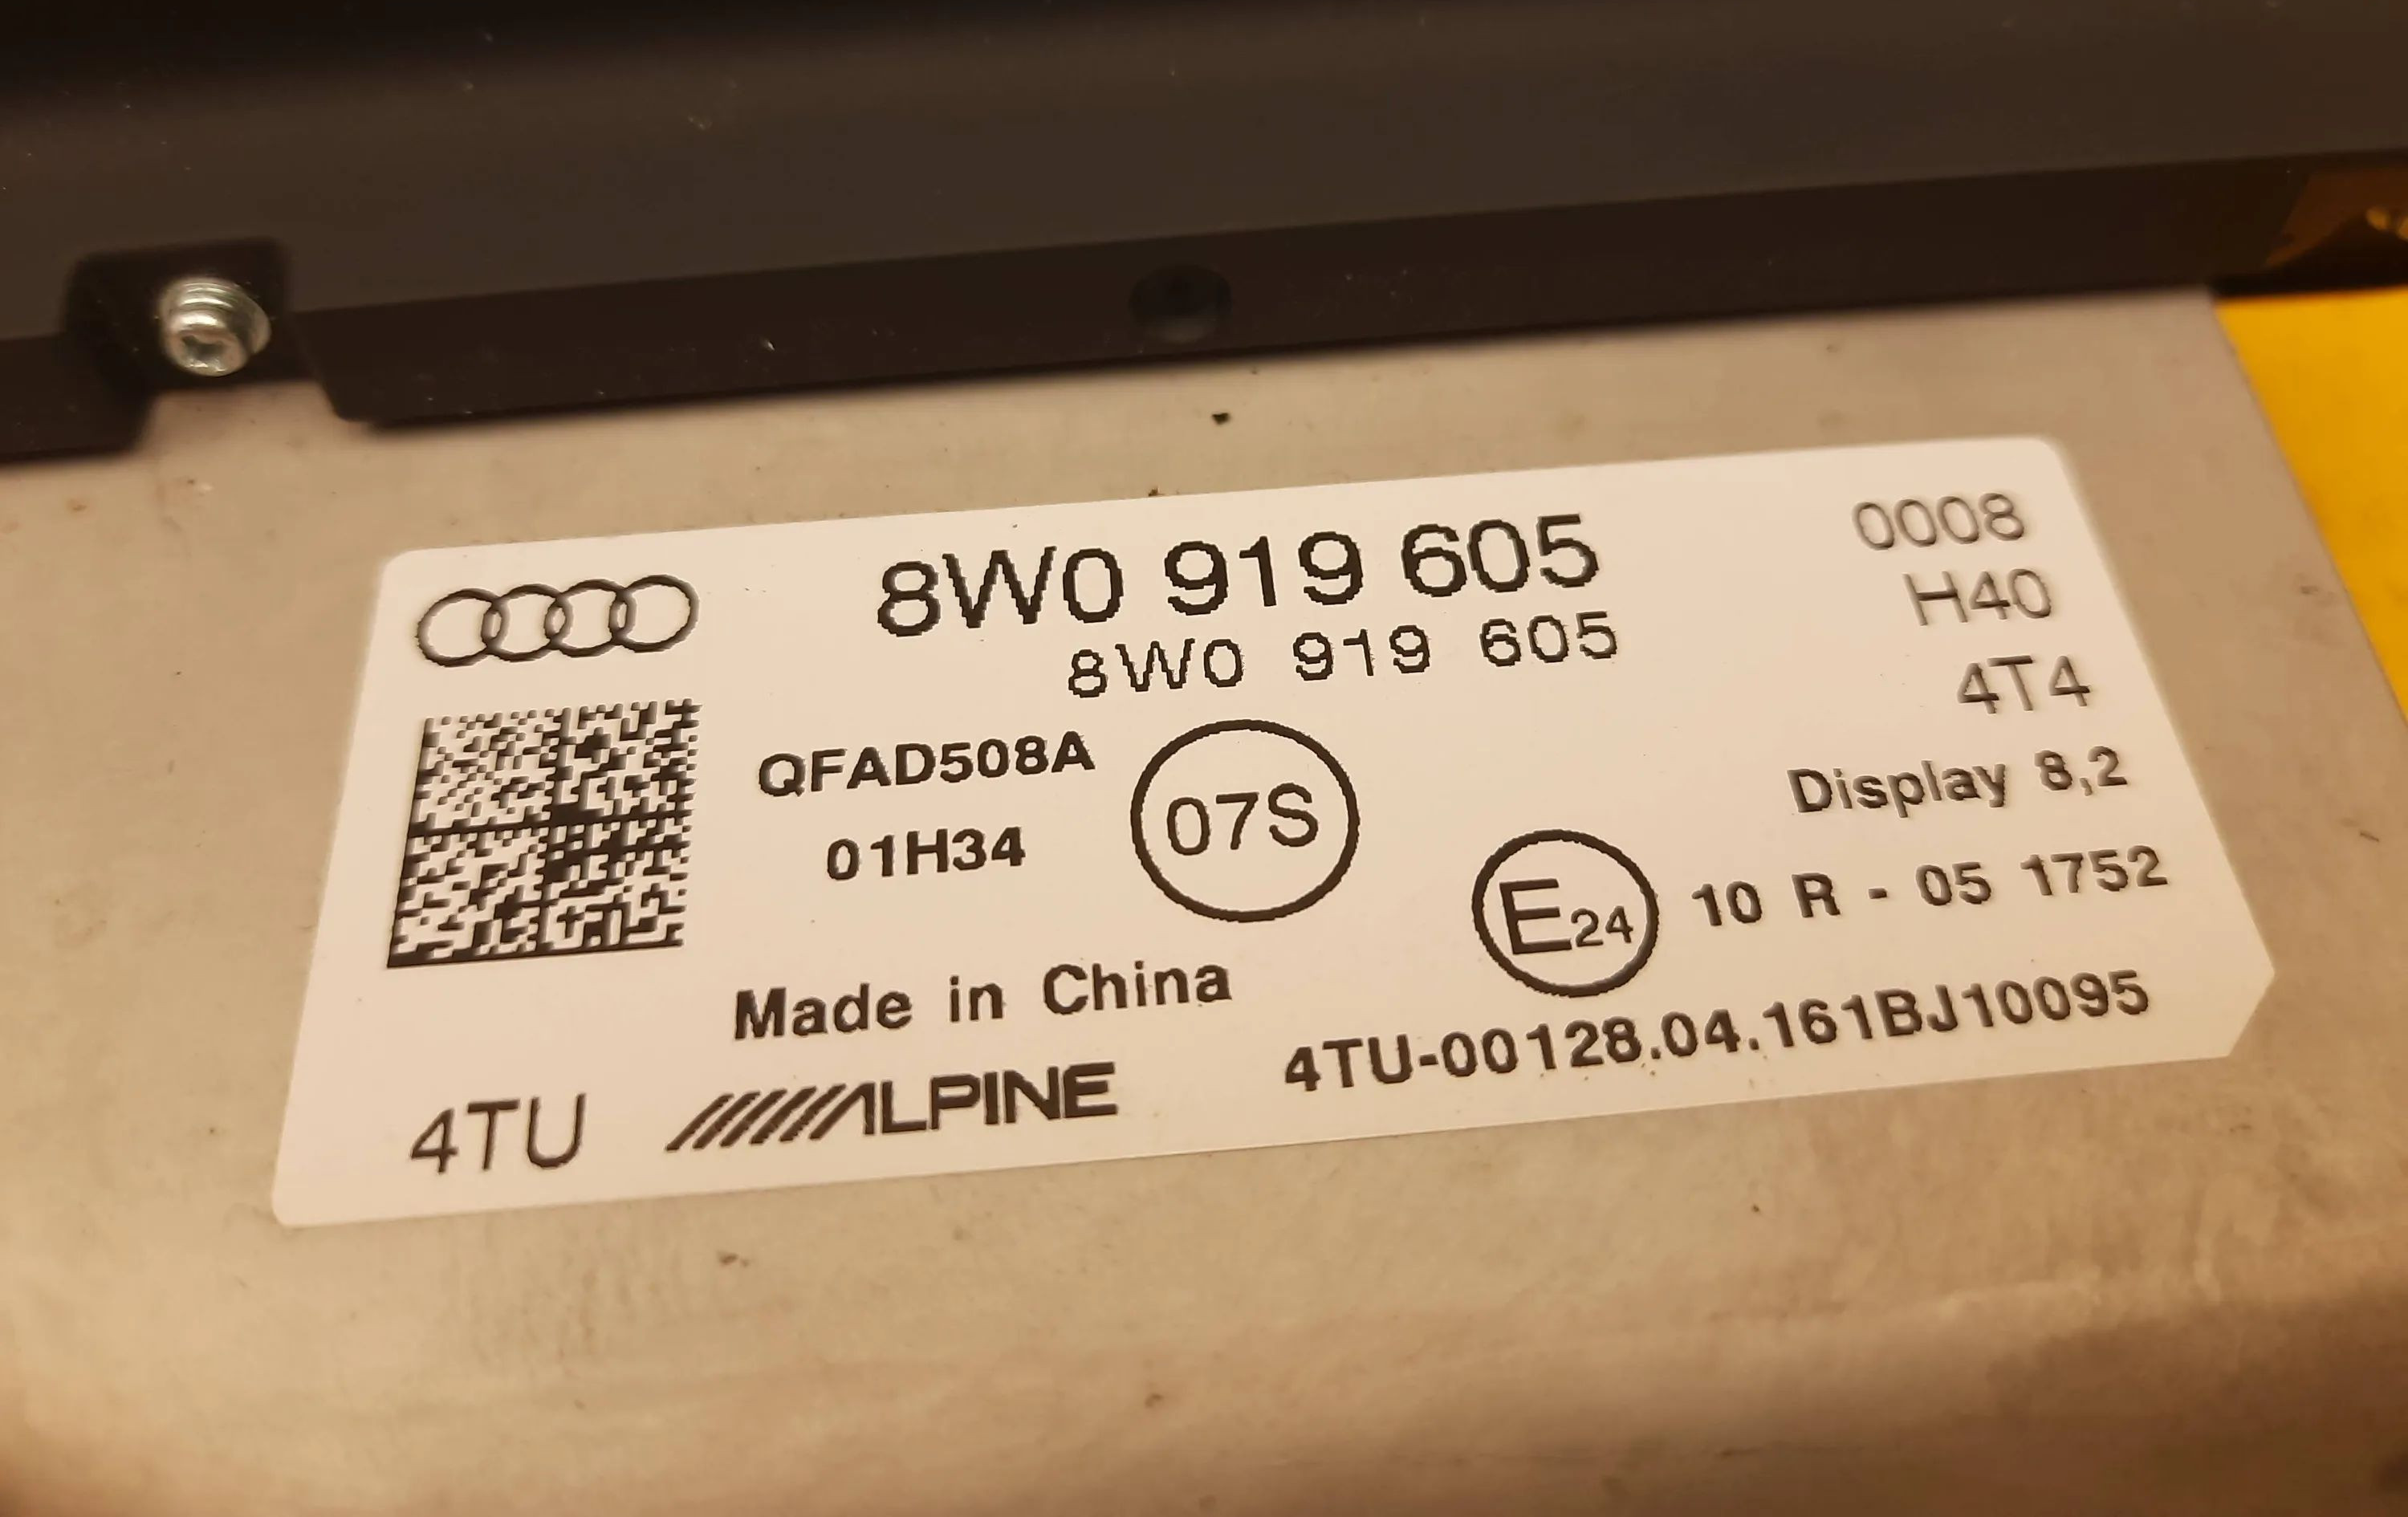 8W0 919 605
0008
8W0 919 605
H40
4T4
QFAD508A
07S
Display 8,2
01H34
E24 10 R - 05 1752
Made in China
4TU-00128.04.161BJ10095
4TU
ALPINE